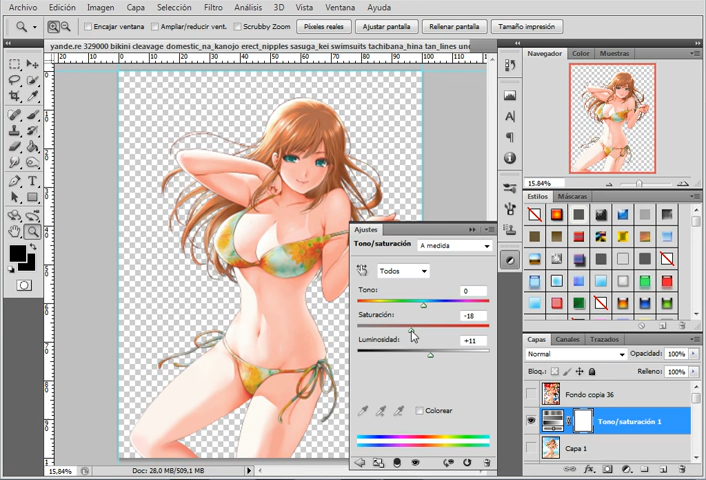 Archivo Imagen Capa Selección Filtro Análisis 3D Vista Ventana Ayuda
Encajar ventana Ampliar/reducir vent. Scrubby Zoom Píxeles reales Ajustar pantalla Rellenar pantalla Tamaño impresión
yande.re 329000 bikini cleavage domestic_na_kanojo erect_nipples sasuga_kei swimsuits tachibana_hina tan_lines und
Navegador Color Muestras
15.84%
Estilos Máscaras
Ajustes
Tono/saturación A medida
Todos
Tono: 0
Saturación: -18
Luminosidad: +11
Colorear
Capas Canales Trazados
Normal Opacidad: 100%
Bloq.: Relleno: 100%
Fondo copia 36
Tono/saturación 1
Capa 1
15,84% Doc: 28,0 MB/509,1 MB